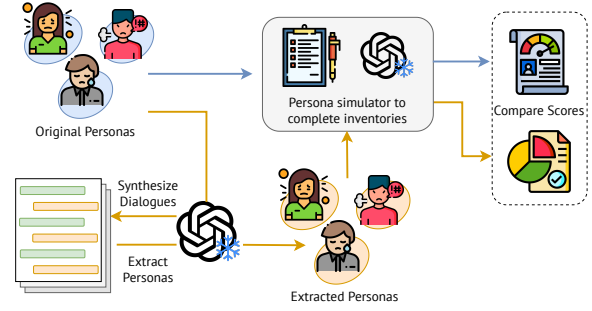 Original Personas
Persona simulator to
complete inventories
Compare Scores
Synthesize
Dialogues
Extract
Personas
Extracted Personas